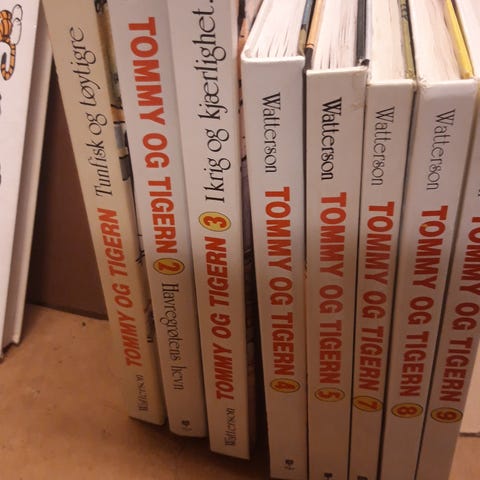 TOMMY OG TIGERN Tunfisk og tøytigre
Watterson
TOMMY OG TIGERN 2 Havregrøtens hevn
TOMMY OG TIGERN 3 I krig og kjærlighet.
Watterson
Watterson TOMMY OG TIGERN 4
Watterson TOMMY OG TIGERN 5
Watterson TOMMY OG TIGERN 7
Watterson TOMMY OG TIGERN 8
TOMMY OG TIGERN 9